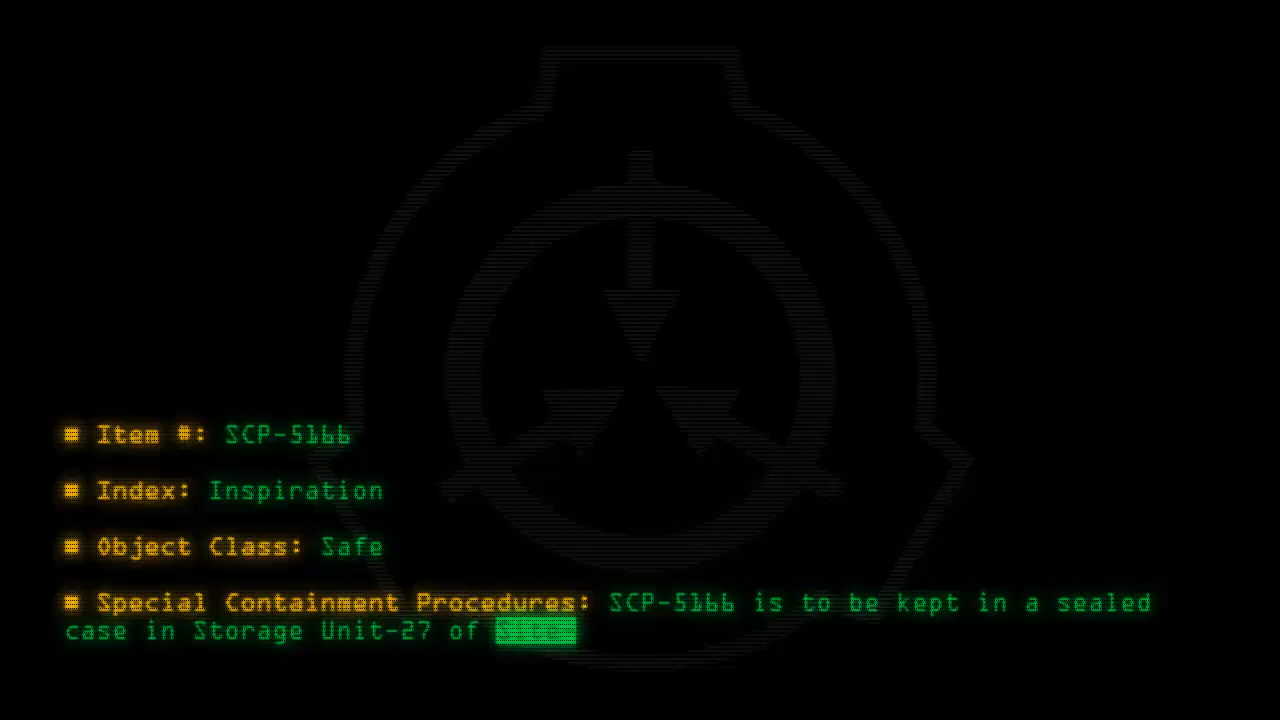 ■ Item #: SCP-5166
■ Index: Inspiration
■ Object Class: Safe
■ Special Containment Procedures: SCP-5166 is to be kept in a sealed
case in Storage Unit-27 of